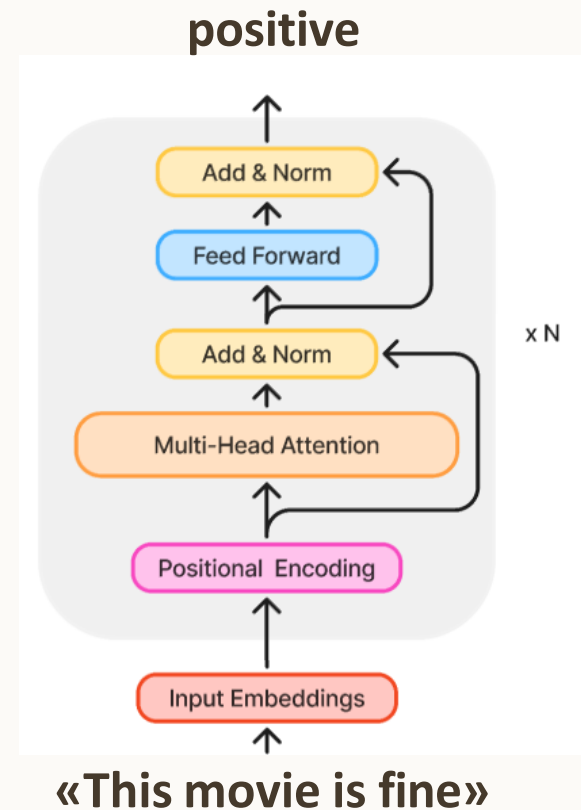 positive
Add & Norm
Feed Forward
Add & Norm
x N
Multi-Head Attention
Positional Encoding
Input Embeddings
«This movie is fine»